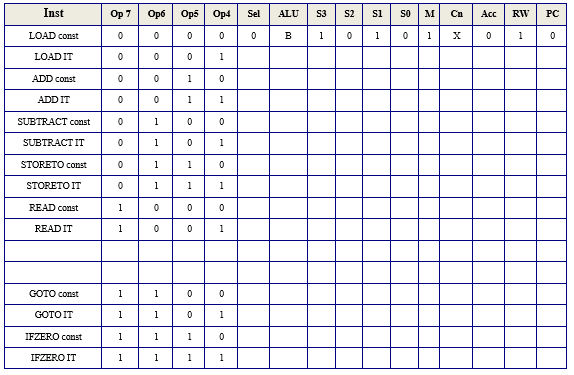 Inst Op 7 Op6 Op5 Op4 Sel ALU S3 S2 S1 S0 M Cn Acc RW PC
LOAD const 0 0 0 0 0 B 1 0 1 0 1 X 0 1 0
LOAD IT 0 0 0 1
ADD const 0 0 1 0
ADD IT 0 0 1 1
SUBTRACT const 0 1 0 0
SUBTRACT IT 0 1 0 1
STORETO const 0 1 1 0
STORETO IT 0 1 1 1
READ const 1 0 0 0
READ IT 1 0 0 1
GOTO const 1 1 0 0
GOTO IT 1 1 0 1
IFZERO const 1 1 1 0
IFZERO IT 1 1 1 1